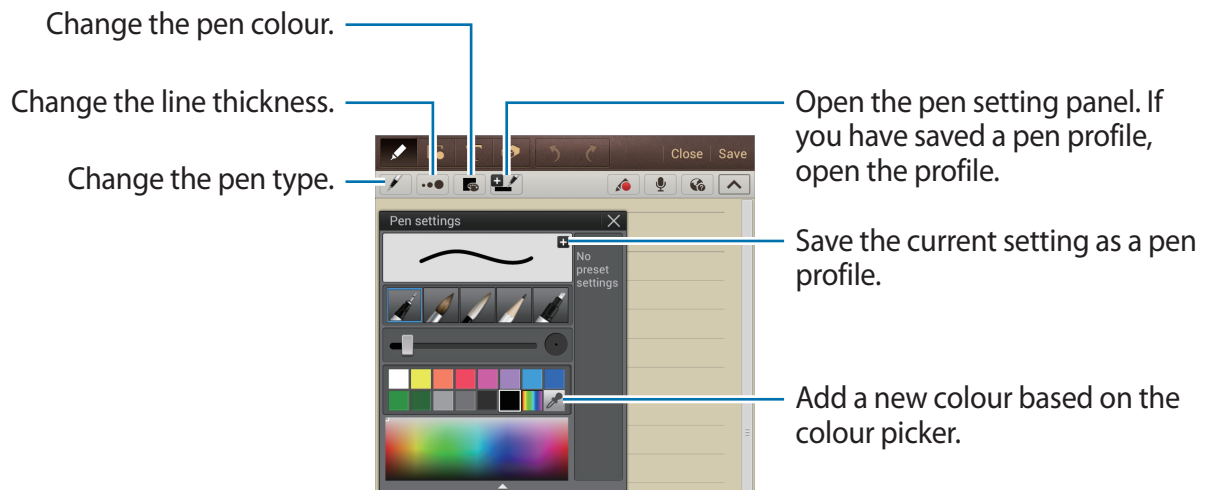 Change the pen colour.
Change the line thickness.
Change the pen type.
Open the pen setting panel. If
you have saved a pen profile,
open the profile.
Close Save
Pen settings
No
preset
settings
Save the current setting as a pen
profile.
Add a new colour based on the
colour picker.